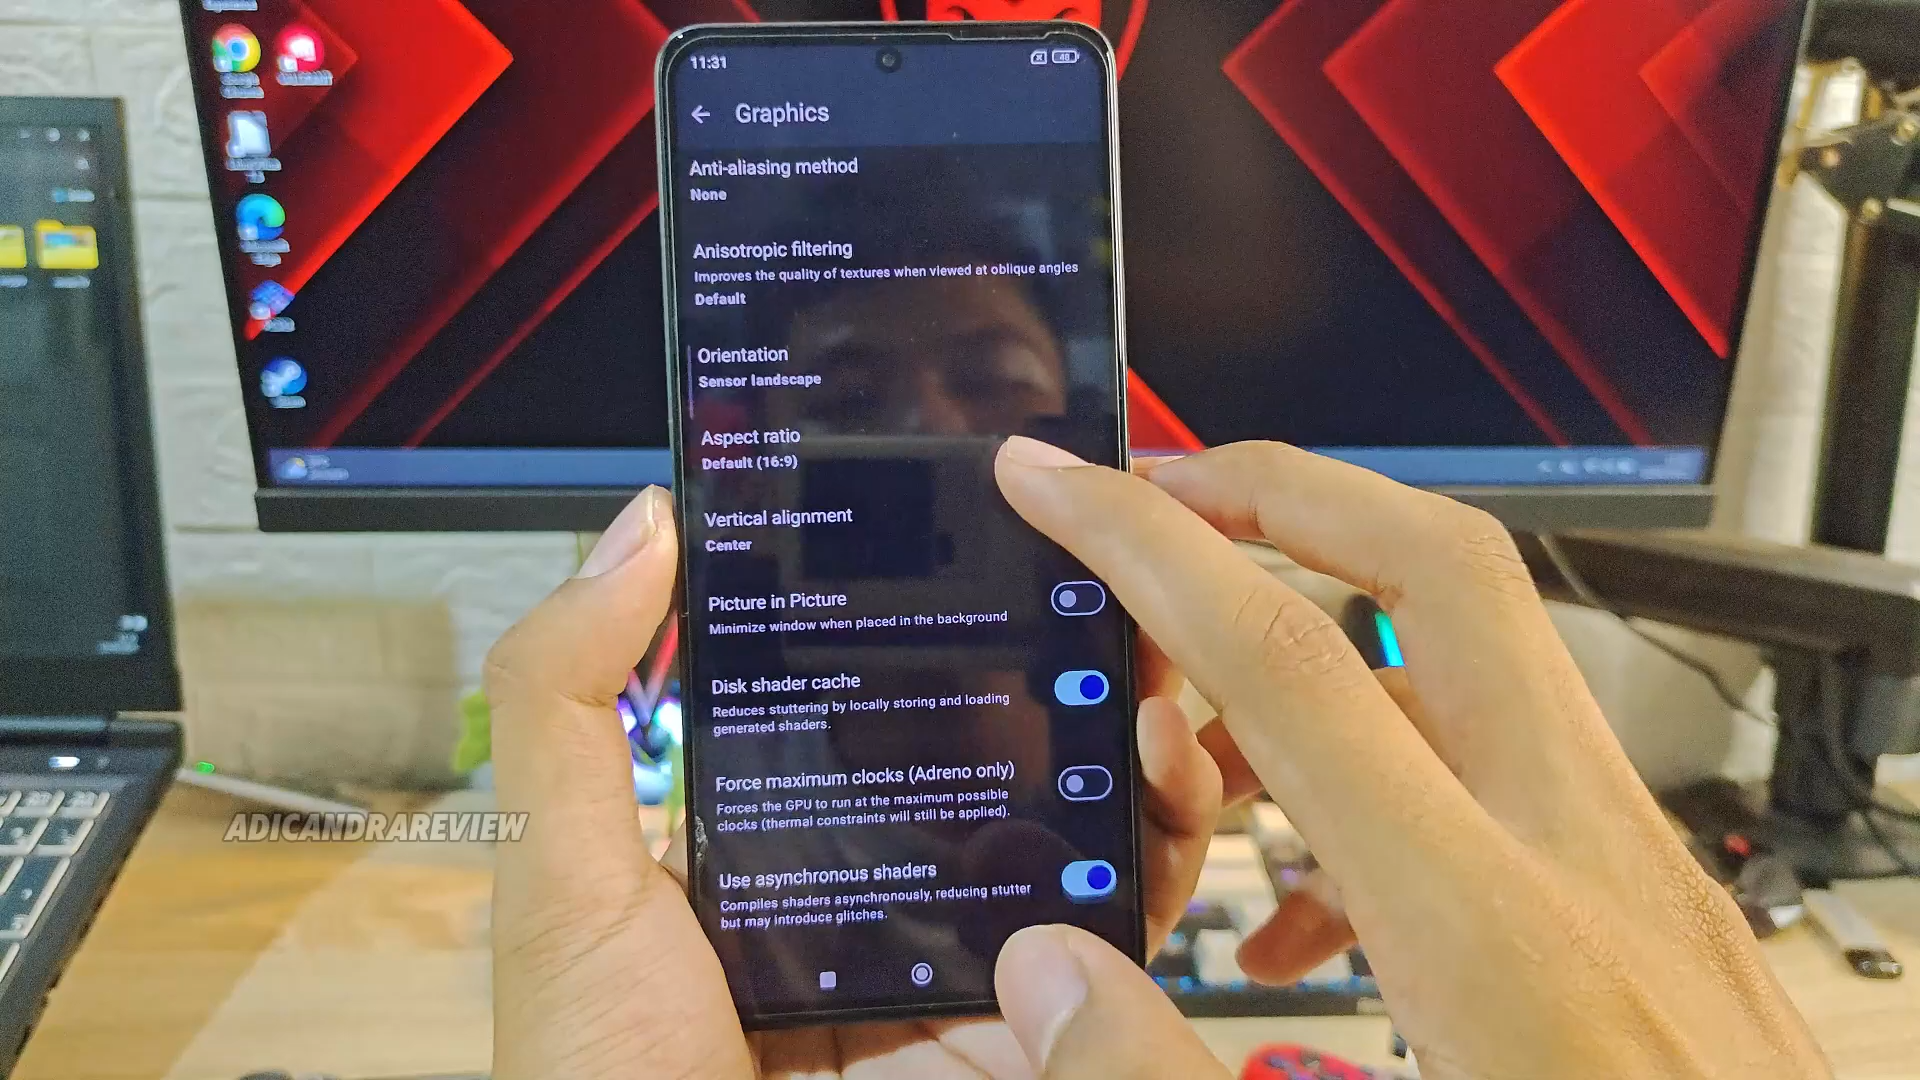 11:31
48
Graphics
Anti-aliasing method
None
Anisotropic filtering
Improves the quality of textures when viewed at oblique angles
Default
Orientation
Sensor landscape
Aspect ratio
Default (16:9)
Vertical alignment
Center
Picture in Picture
Minimize window when placed in the background
Disk shader cache
Reduces stuttering by locally storing and loading
generated shaders.
Force maximum clocks (Adreno only)
Forces the GPU to run at the maximum possible
clocks (thermal constraints will still be applied).
Use asynchronous shaders
Compiles shaders asynchronously, reducing stutter
but may introduce glitches.
ADICANDRAREVIEW